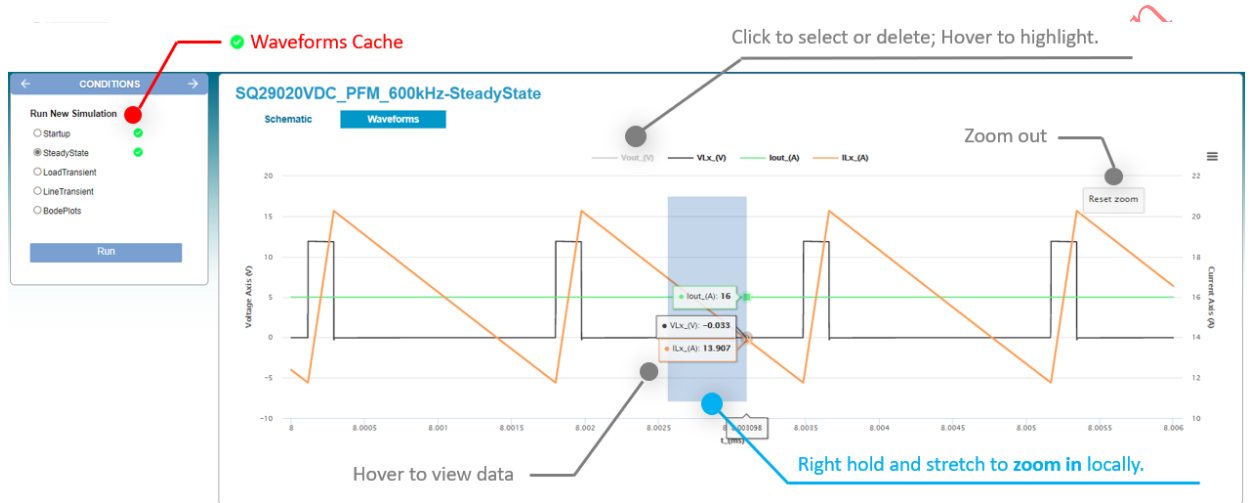 Waveforms Cache
Click to select or delete; Hover to highlight.
CONDITIONS
Run New Simulation
Startup
SteadyState
LoadTransient
LineTransient
BodePlots
Run
SQ29020VDC_PFM_600kHz-SteadyState
Schematic Waveforms
Zoom out
Vout_(V) VLx_(V) Iout_(A) ILx_(A)
Reset zoom
Voltage Axis (V)
20
15
10
5
0
-5
-10
Current Axis (A)
22
20
18
16
14
12
10
Iout_(A): 16
VLx_(V): -0.033
ILx_(A): 13.907
8 8.0005 8.001 8.0015 8.002 8.0025 8.001098 8.0035 8.004 8.0045 8.005 8.0055 8.006
t_(ms)
Hover to view data
Right hold and stretch to zoom in locally.